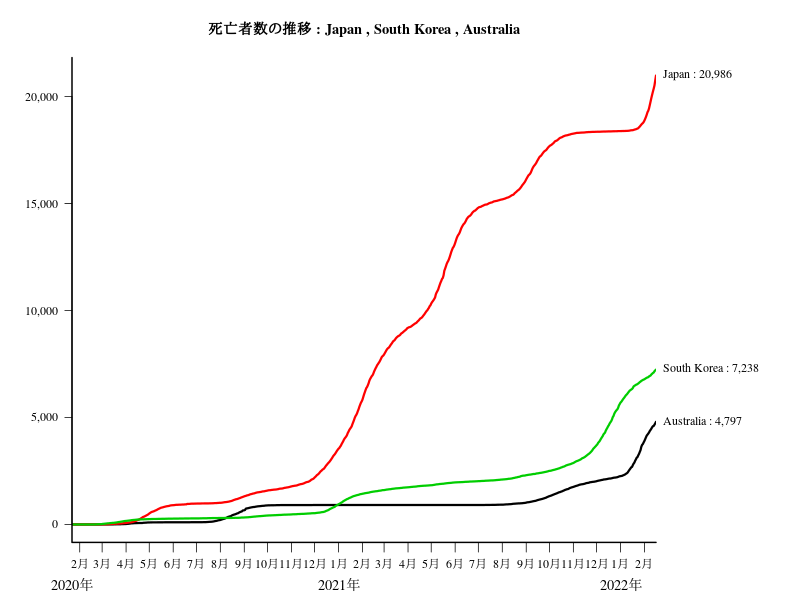 死亡者数の推移 : Japan , South Korea , Australia
Japan : 20,986
20,000
15,000
10,000
South Korea : 7,238
5,000
Australia : 4,797
0
2月 3月 4月 5月 6月 7月 8月 9月 10月 11月 12月 1月 2月 3月 4月 5月 6月 7月 8月 9月 10月 11月 12月 1月 2月
2020年 2021年 2022年